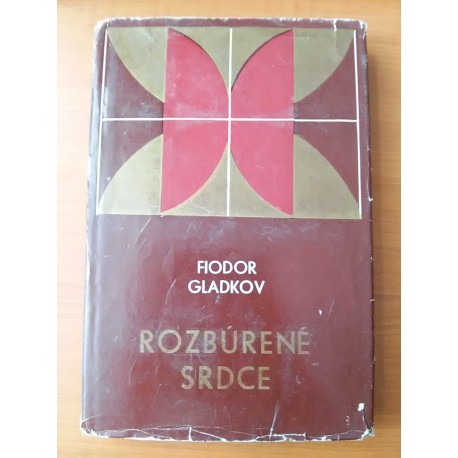 FIODOR
GLADKOV
ROZBÚRENÉ
SRDCE